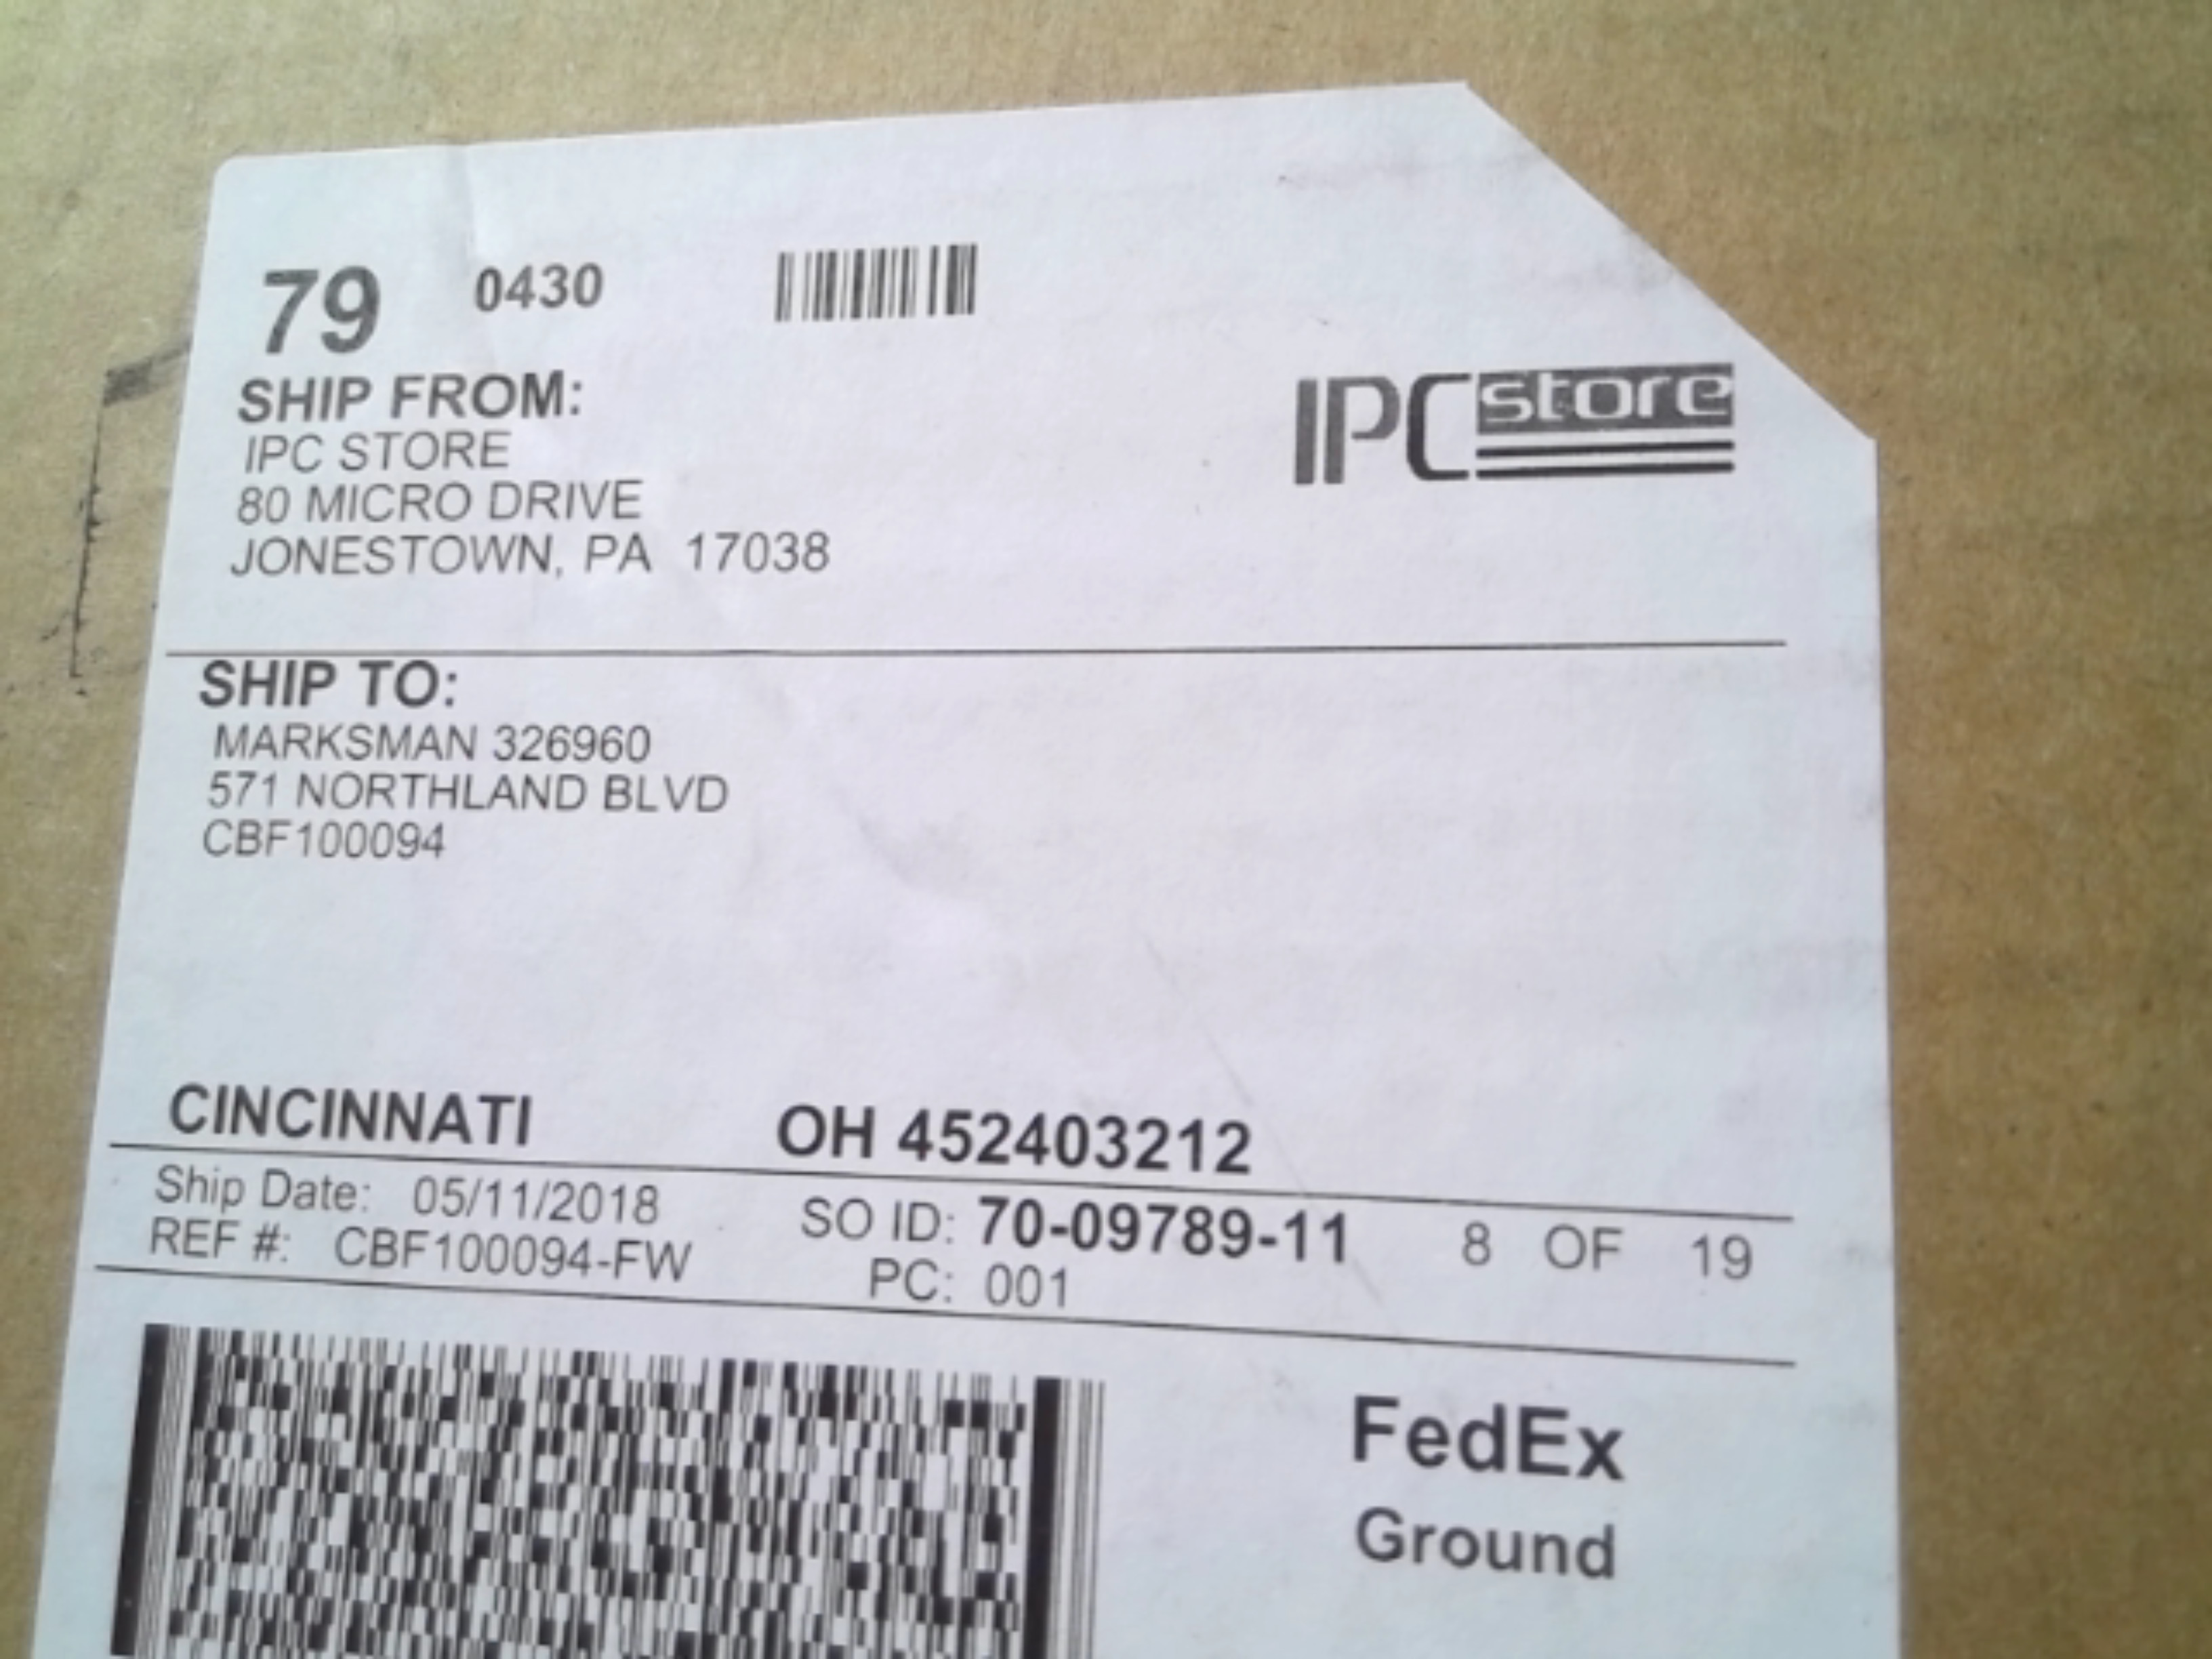 79 0430
IPC store
SHIP FROM:
IPC STORE
80 MICRO DRIVE
JONESTOWN, PA 17038
SHIP TO:
MARKSMAN 326960
571 NORTHLAND BLVD
CBF100094
CINCINNATI OH 452403212
Ship Date: 05/11/2018 SO ID: 70-09789-11 8 OF 19
REF #: CBF100094-FW PC: 001
FedEx
Ground